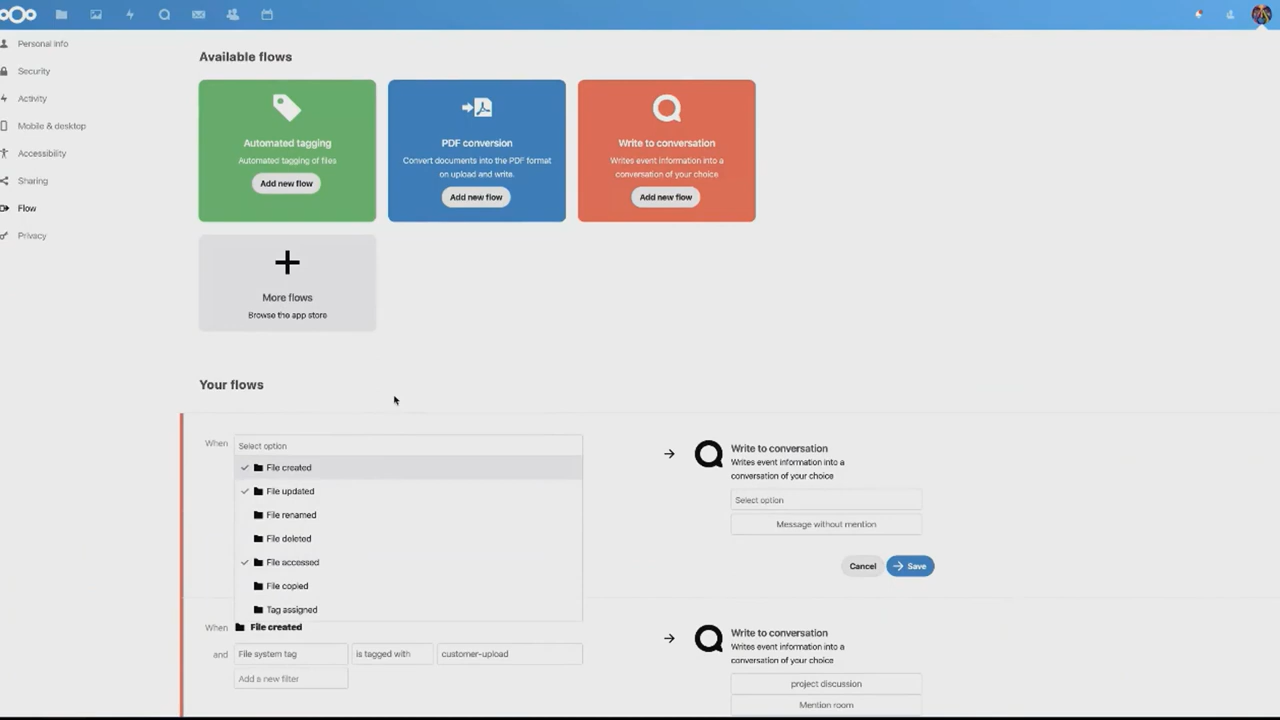 Personal info
Security
Activity
Mobile & desktop
Accessibility
Sharing
Flow
Privacy
Available flows
Automated tagging
Automated tagging of files
Add new flow
PDF conversion
Convert documents into the PDF format
on upload and write.
Add new flow
Write to conversation
Writes event information into a
conversation of your choice
Add new flow
More flows
Browse the app store
Your flows
When
Select option
File created
File updated
File renamed
File deleted
File accessed
File copied
Tag assigned
Write to conversation
Writes event information into a
conversation of your choice
Select option
Message without mention
Cancel
Save
When File created
and File system tag is tagged with customer-upload
Add a new filter
Write to conversation
Writes event information into a
conversation of your choice
project discussion
Mention room